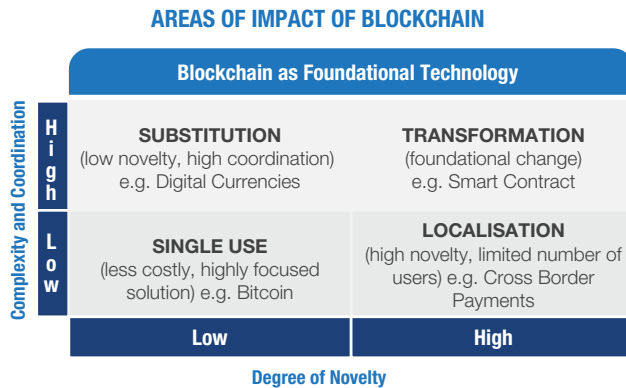 AREAS OF IMPACT OF BLOCKCHAIN
Blockchain as Foundational Technology
Complexity and Coordination
High
SUBSTITUTION
(low novelty, high coordination)
e.g. Digital Currencies
TRANSFORMATION
(foundational change)
e.g. Smart Contract
Low
SINGLE USE
(less costly, highly focused
solution) e.g. Bitcoin
LOCALISATION
(high novelty, limited number of
users) e.g. Cross Border
Payments
Low
High
Degree of Novelty